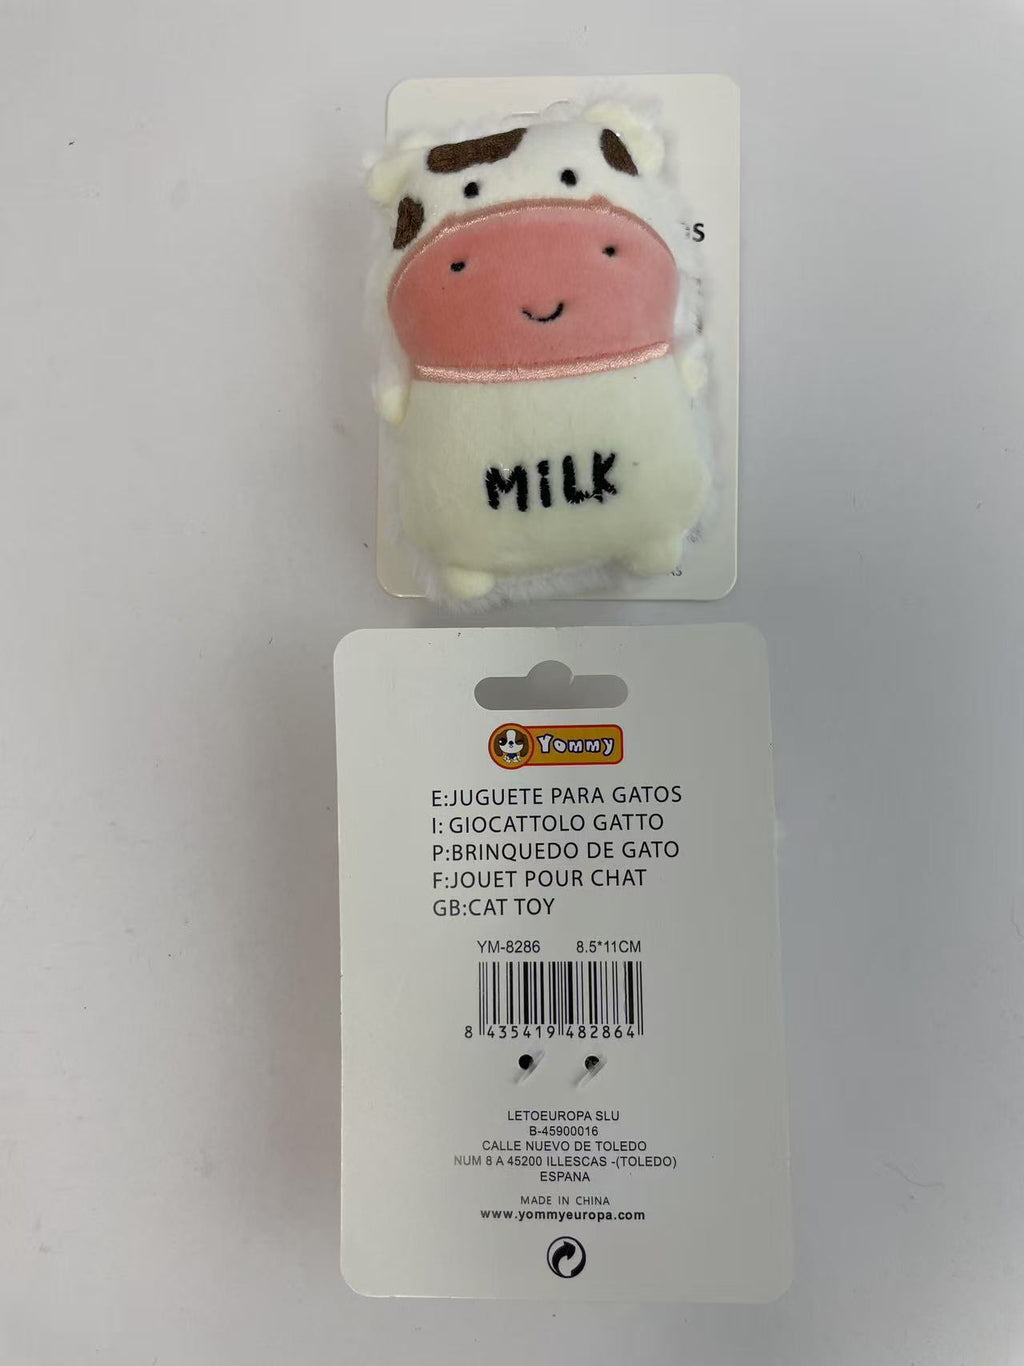 MiLK
Yommy
E:JUGUETE PARA GATOS
I: GIOCATTOLO GATTO
P:BRINQUEDO DE GATO
F:JOUET POUR CHAT
GB:CAT TOY
YM-8286 8.5*11CM
8 435419 482864
LETOEUROPA SLU
B-45900016
CALLE NUEVO DE TOLEDO
NUM 8 A 45200 ILLESCAS -(TOLEDO)
ESPANA
MADE IN CHINA
www.yommyeuropa.com